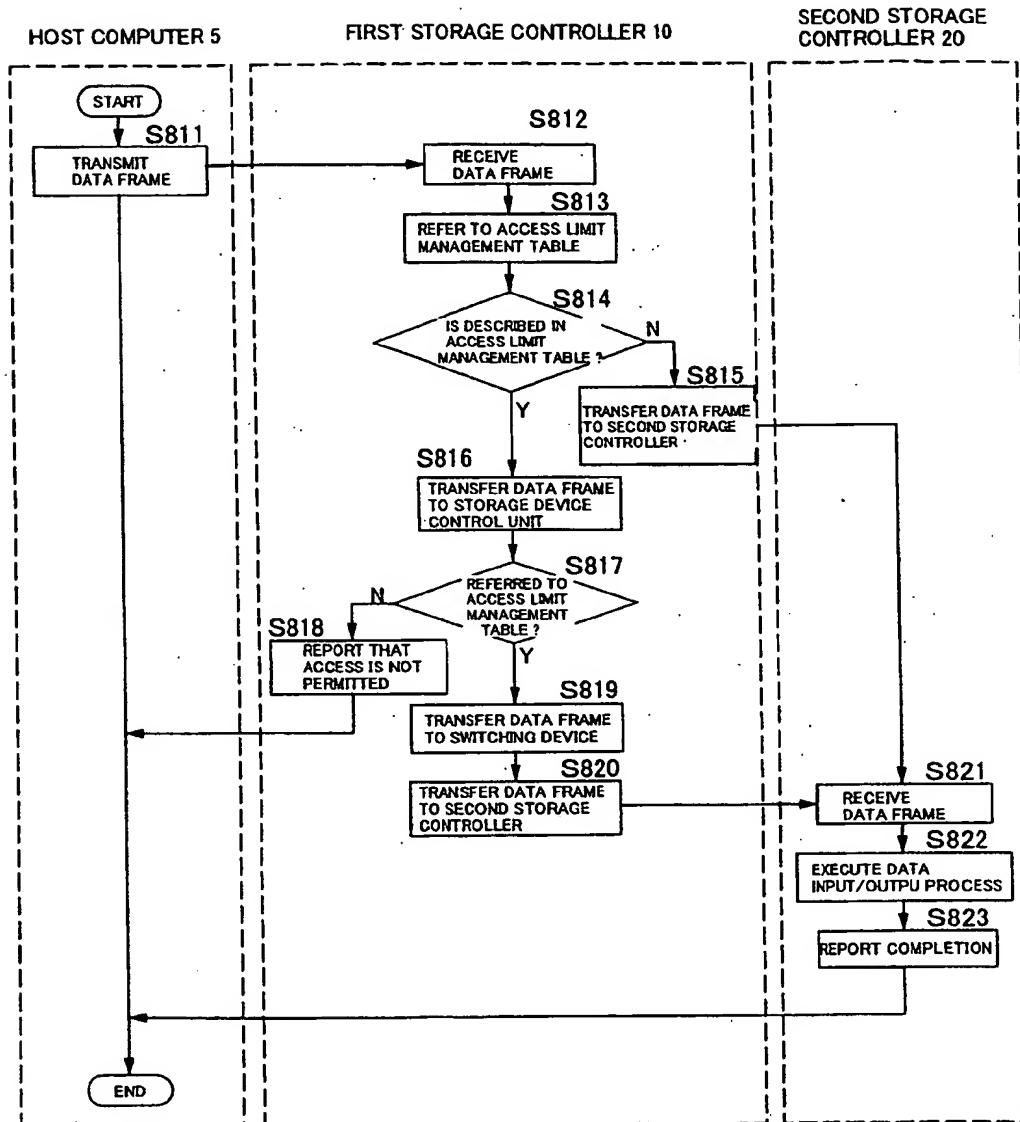 HOST COMPUTER 5
FIRST STORAGE CONTROLLER 10
SECOND STORAGE
CONTROLLER 20
START
S811
TRANSMIT
DATA FRAME
S812
RECEIVE
DATA FRAME
S813
REFER TO ACCESS LIMIT
MANAGEMENT TABLE
S814
IS DESCRIBED IN
ACCESS LIMIT
MANAGEMENT TABLE ?
N
Y
S815
TRANSFER DATA FRAME
TO SECOND STORAGE
CONTROLLER
S816
TRANSFER DATA FRAME
TO STORAGE DEVICE
CONTROL UNIT
S817
REFERRED TO
ACCESS LIMIT
MANAGEMENT
TABLE ?
N
Y
S818
REPORT THAT
ACCESS IS NOT
PERMITTED
S819
TRANSFER DATA FRAME
TO SWITCHING DEVICE
S820
TRANSFER DATA FRAME
TO SECOND STORAGE
CONTROLLER
S821
RECEIVE
DATA FRAME
S822
EXECUTE DATA
INPUT/OUTPU PROCESS
S823
REPORT COMPLETION
END